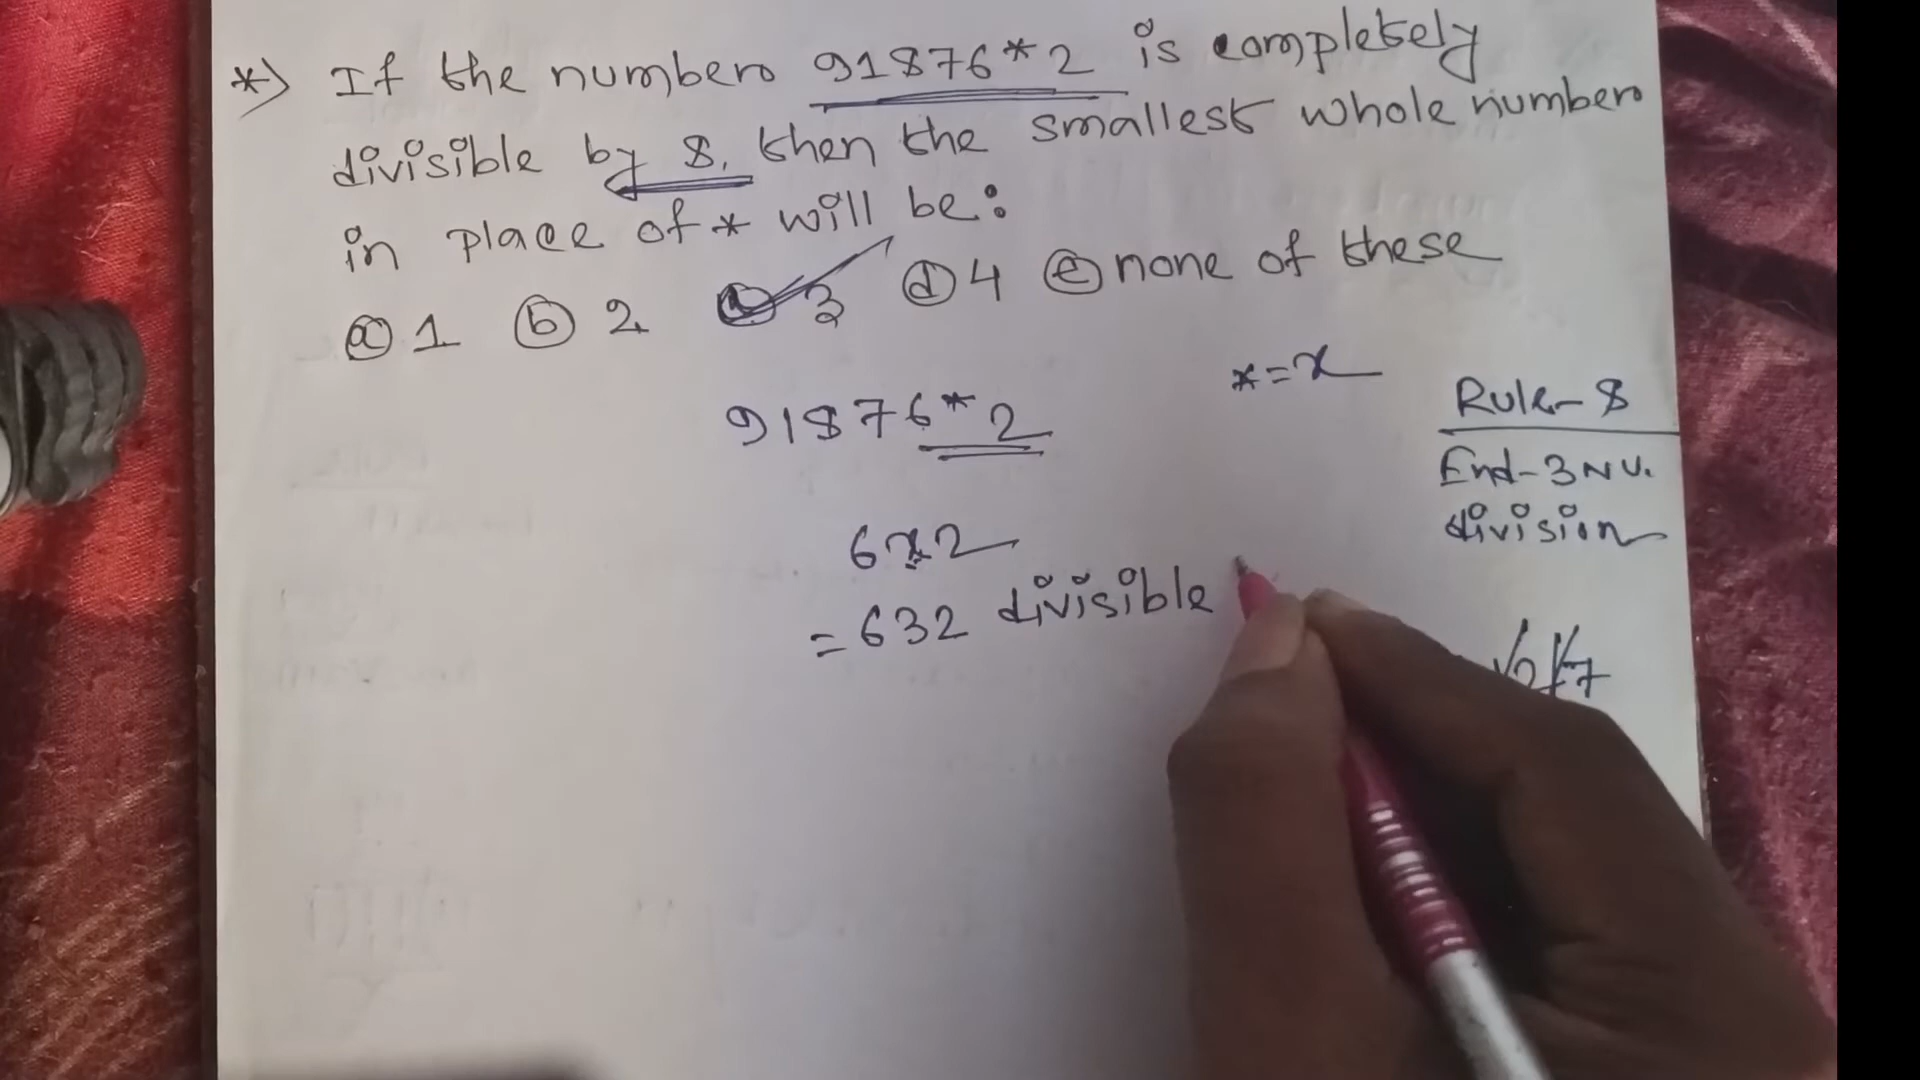 *) If the number 91876*2 is completely
divisible by 8, then the smallest whole number
in place of * will be:
ⓐ 1 ⓑ 2 ⓒ 3 ⓓ 4 ⓔ none of these
91876*2
*=x
Rule-8
End-3 NU.
division
6x2
=632 divisible